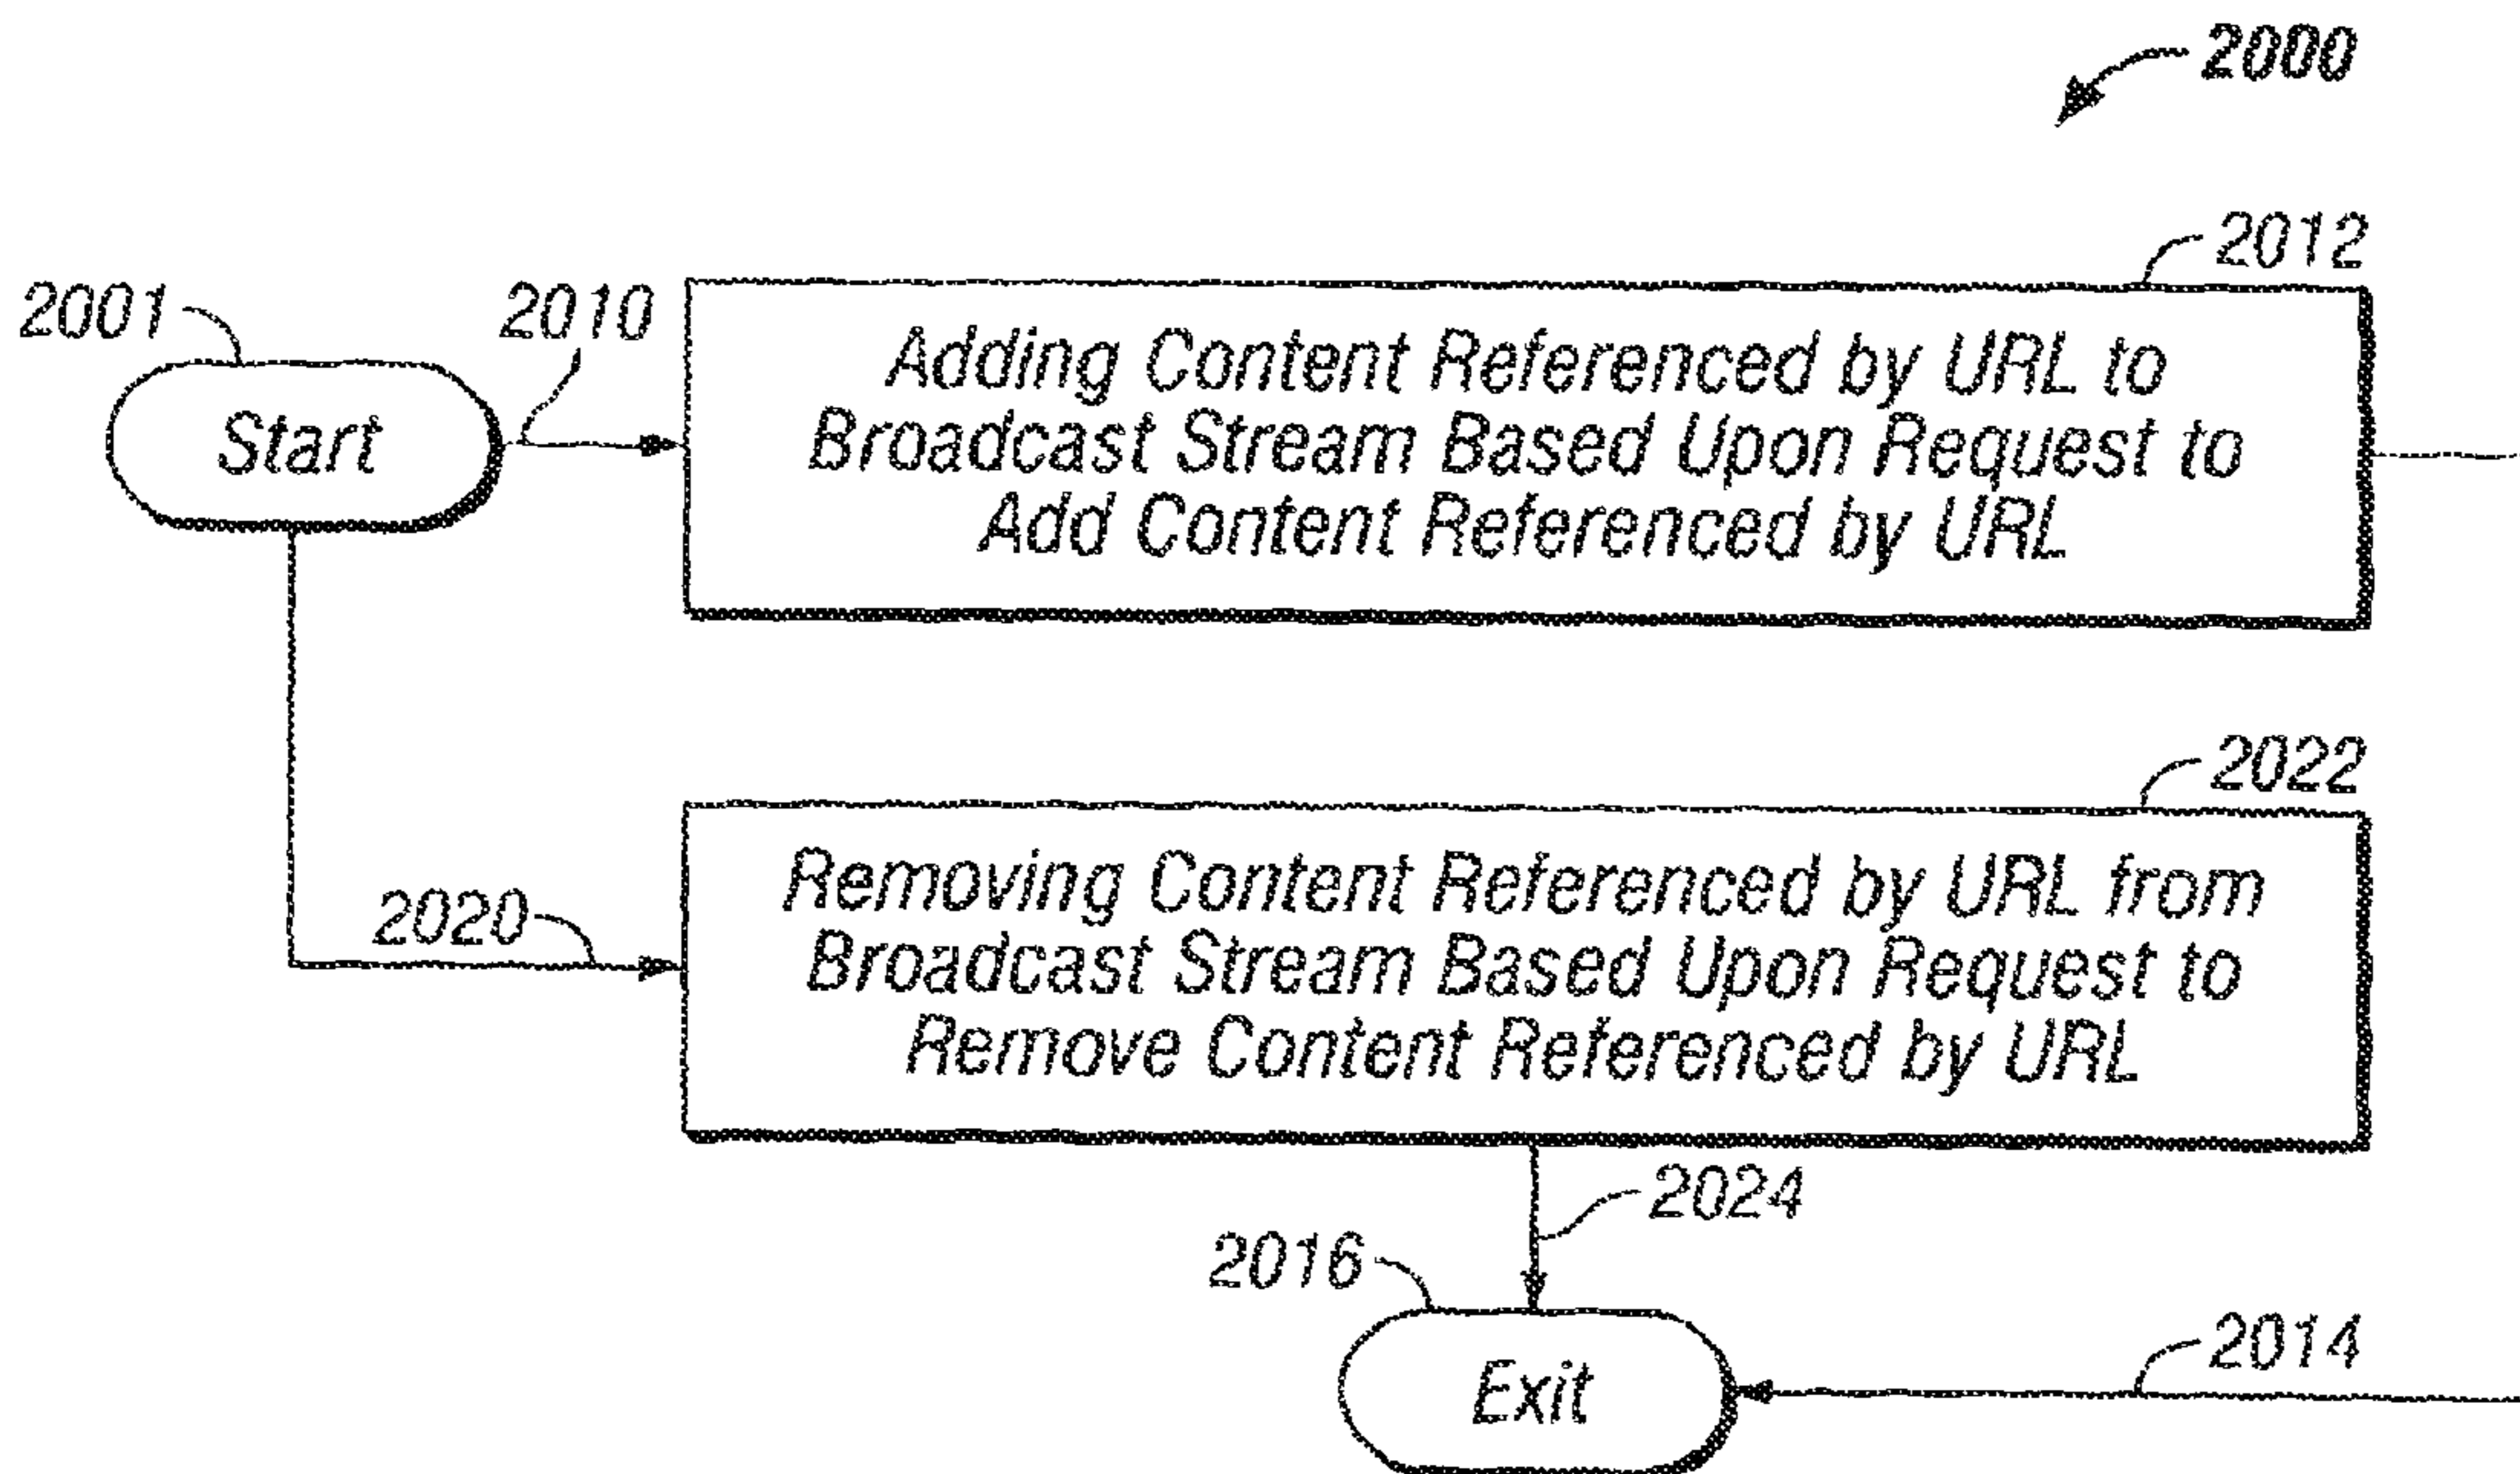 2000
2012
2001
2010
Adding Content Referenced by URL to
Broadcast Stream Based Upon Request to
Add Content Referenced by URL
Start
2022
Removing Content Referenced by URL from
Broadcast Stream Based Upon Request to
Remove Content Referenced by URL
2020
2024
2016
2014
Exit